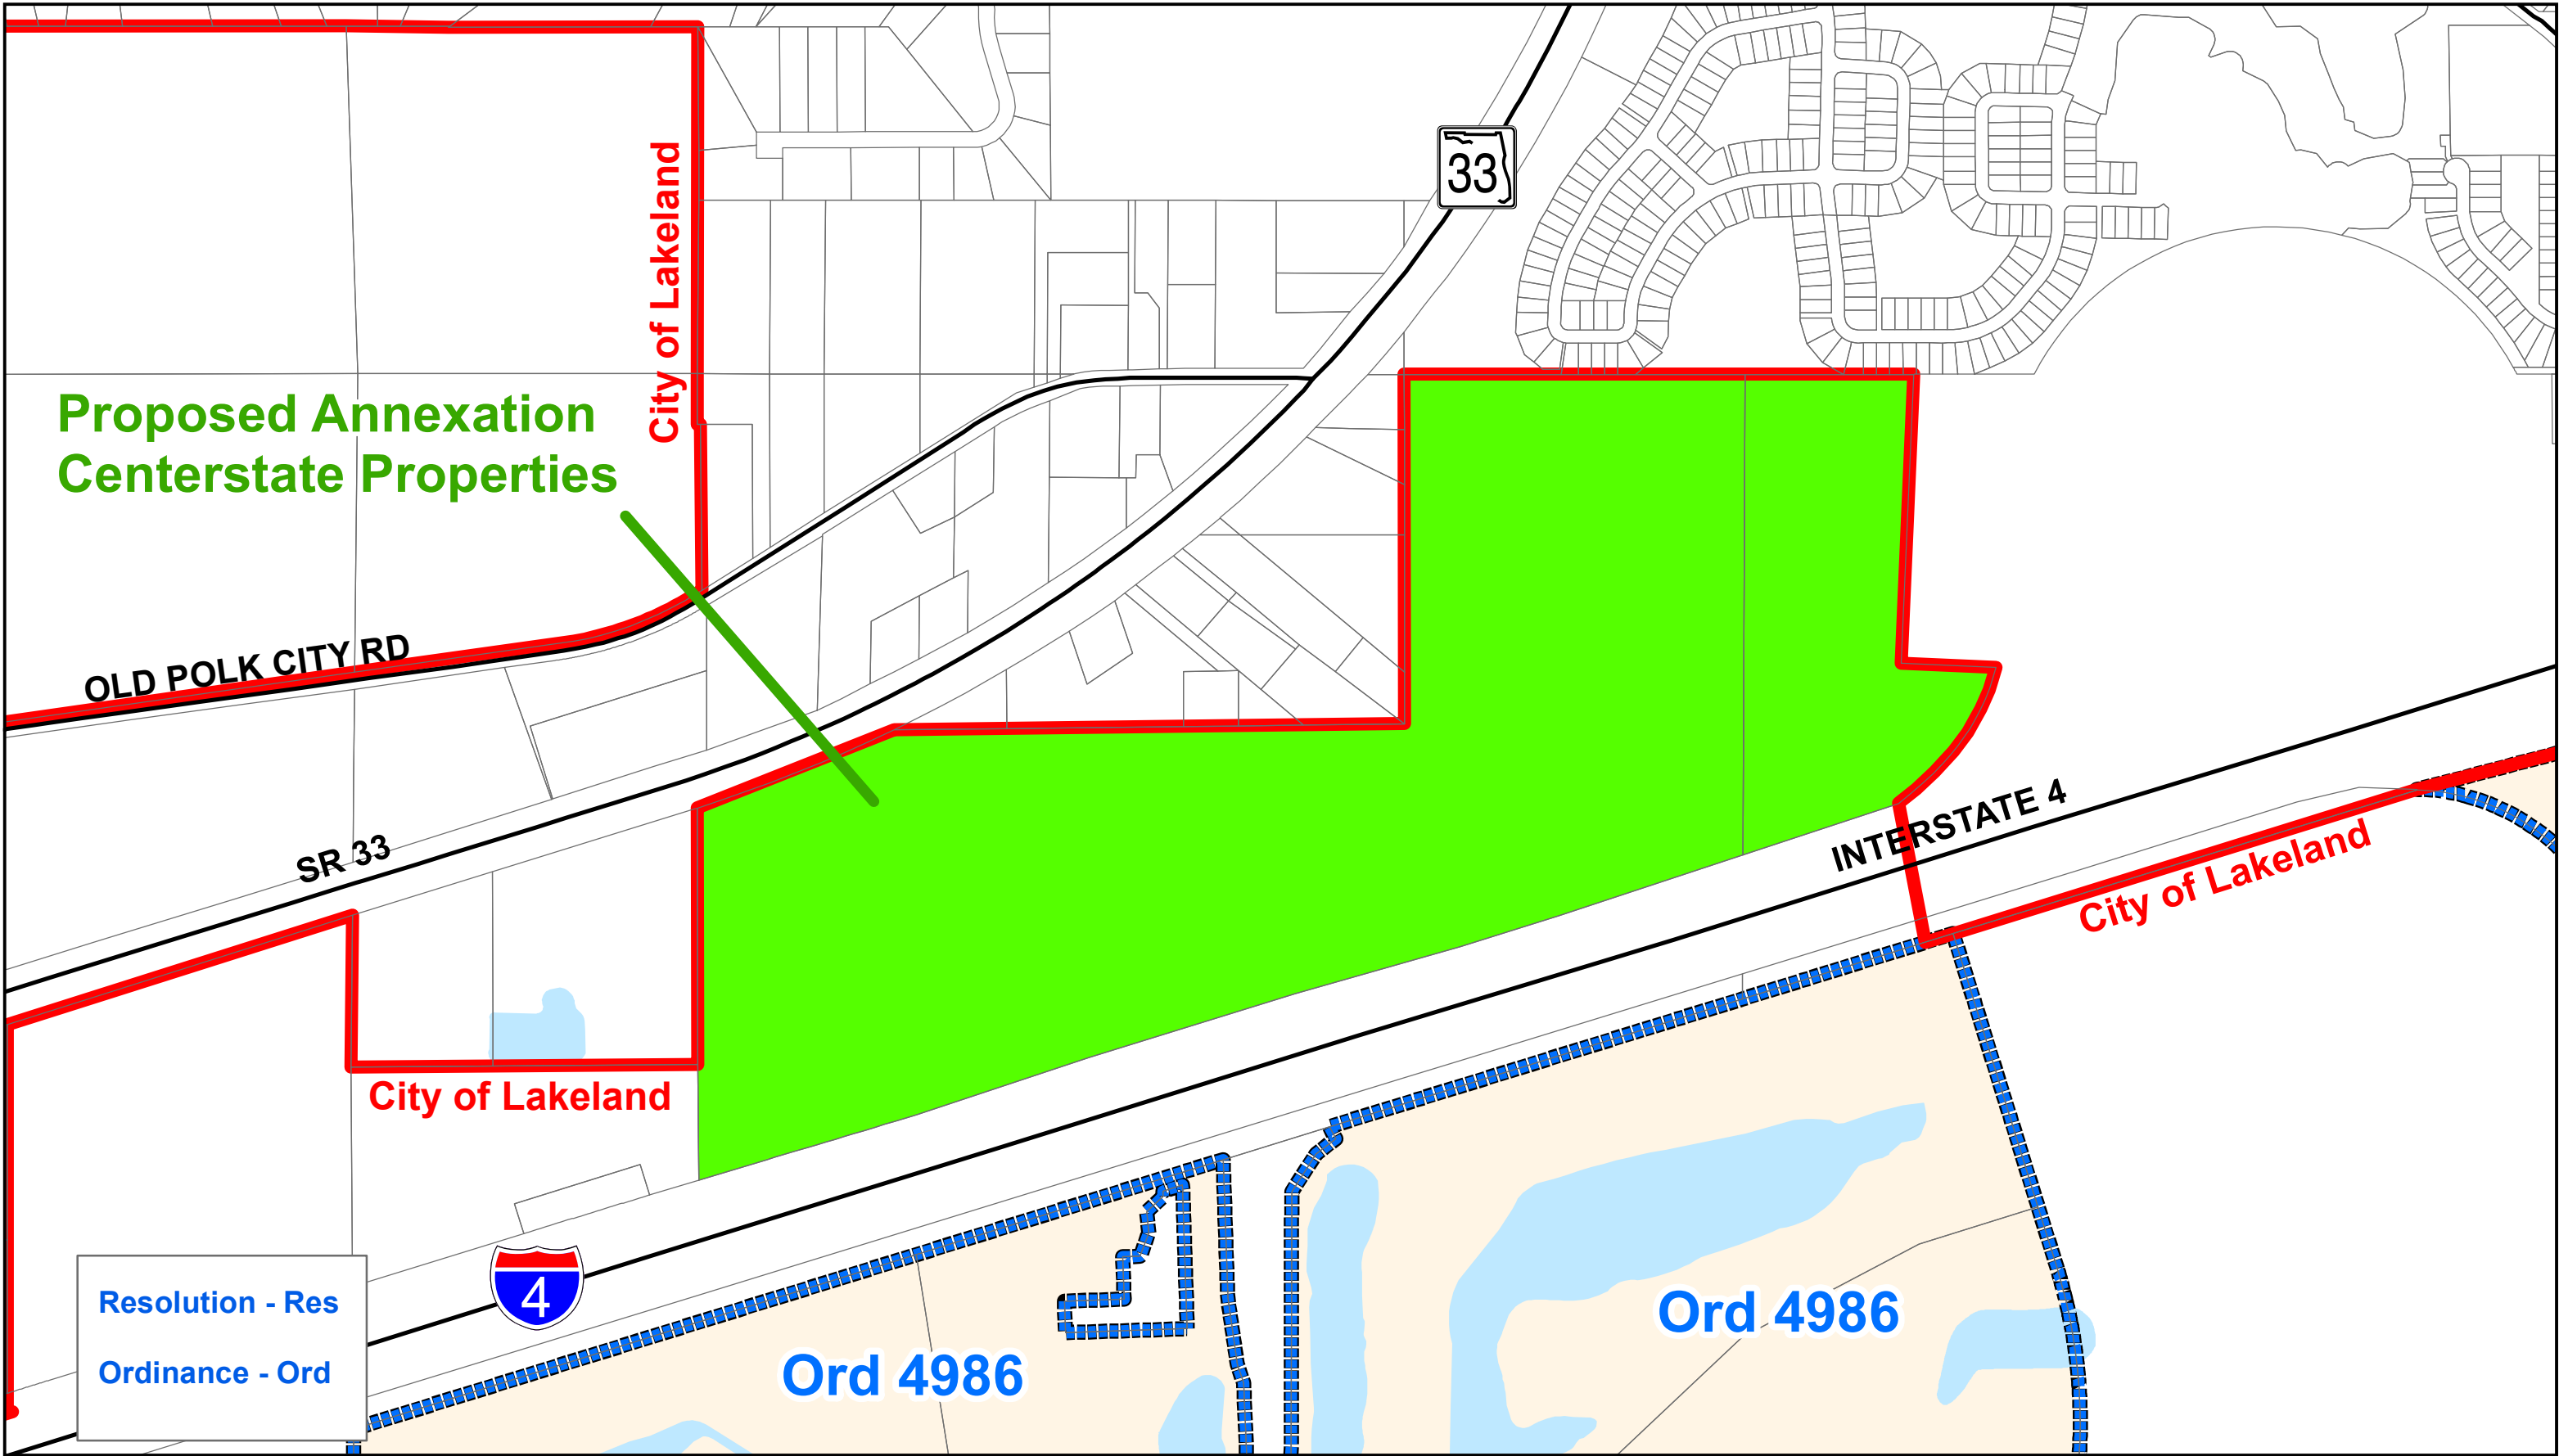 33
City of Lakeland
Proposed Annexation
Centerstate Properties
OLD POLK CITY RD
SR 33
INTERSTATE 4
City of Lakeland
City of Lakeland
4
Resolution - Res
Ordinance - Ord
Ord 4986
Ord 4986